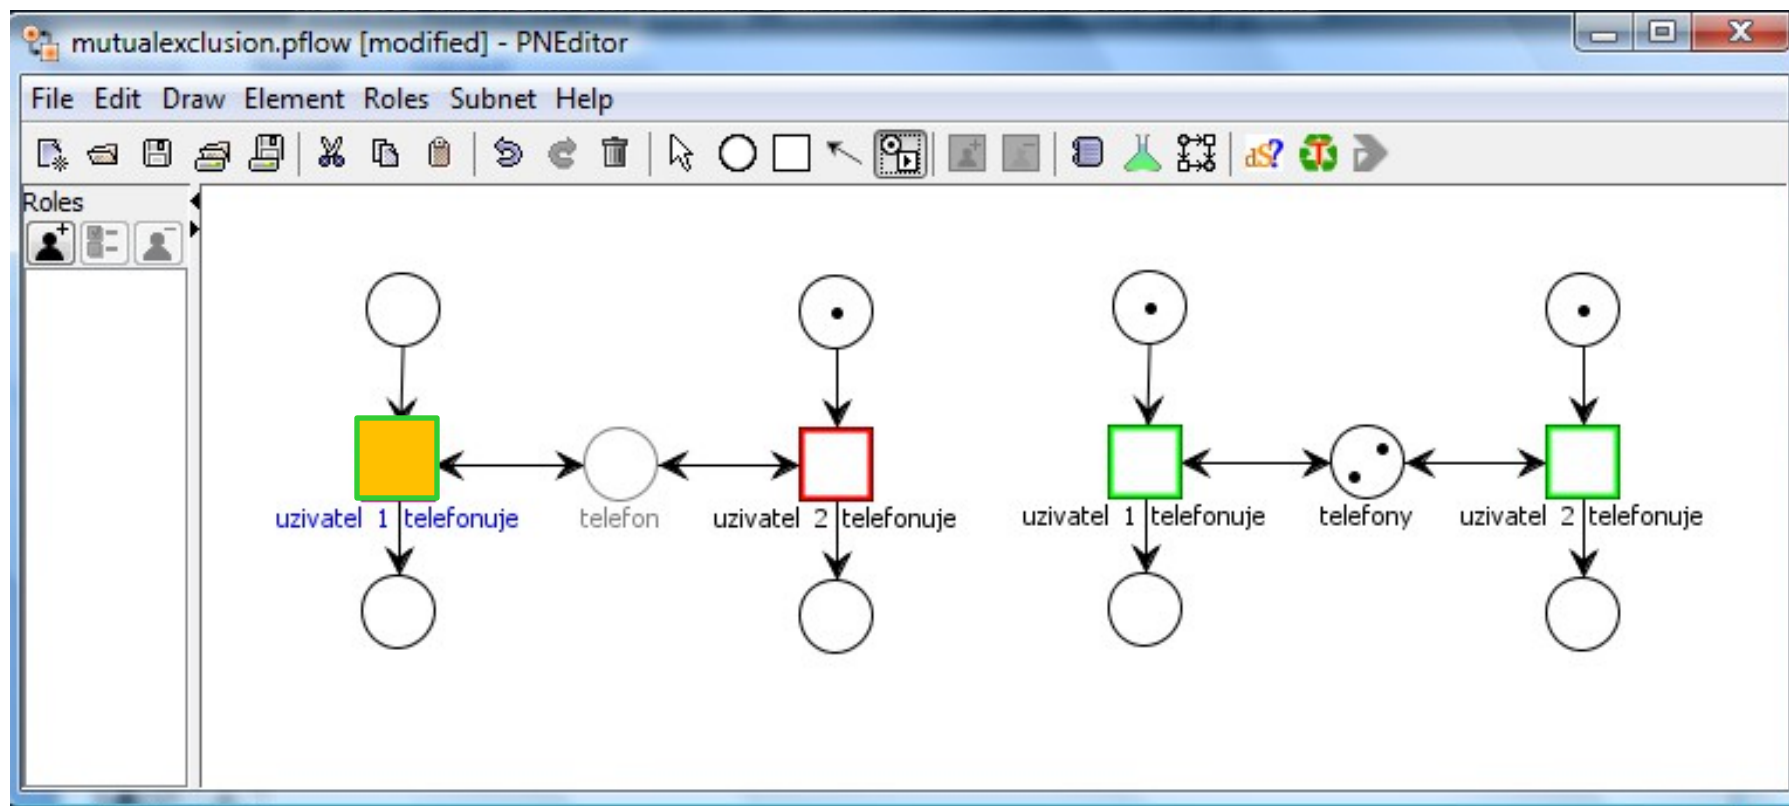 mutualexclusion.pflow [modified] - PNEditor
File Edit Draw Element Roles Subnet Help
dS? T
Roles
uzivatel 1 telefonuje telefon uzivatel 2 telefonuje uzivatel 1 telefonuje telefony uzivatel 2 telefonuje